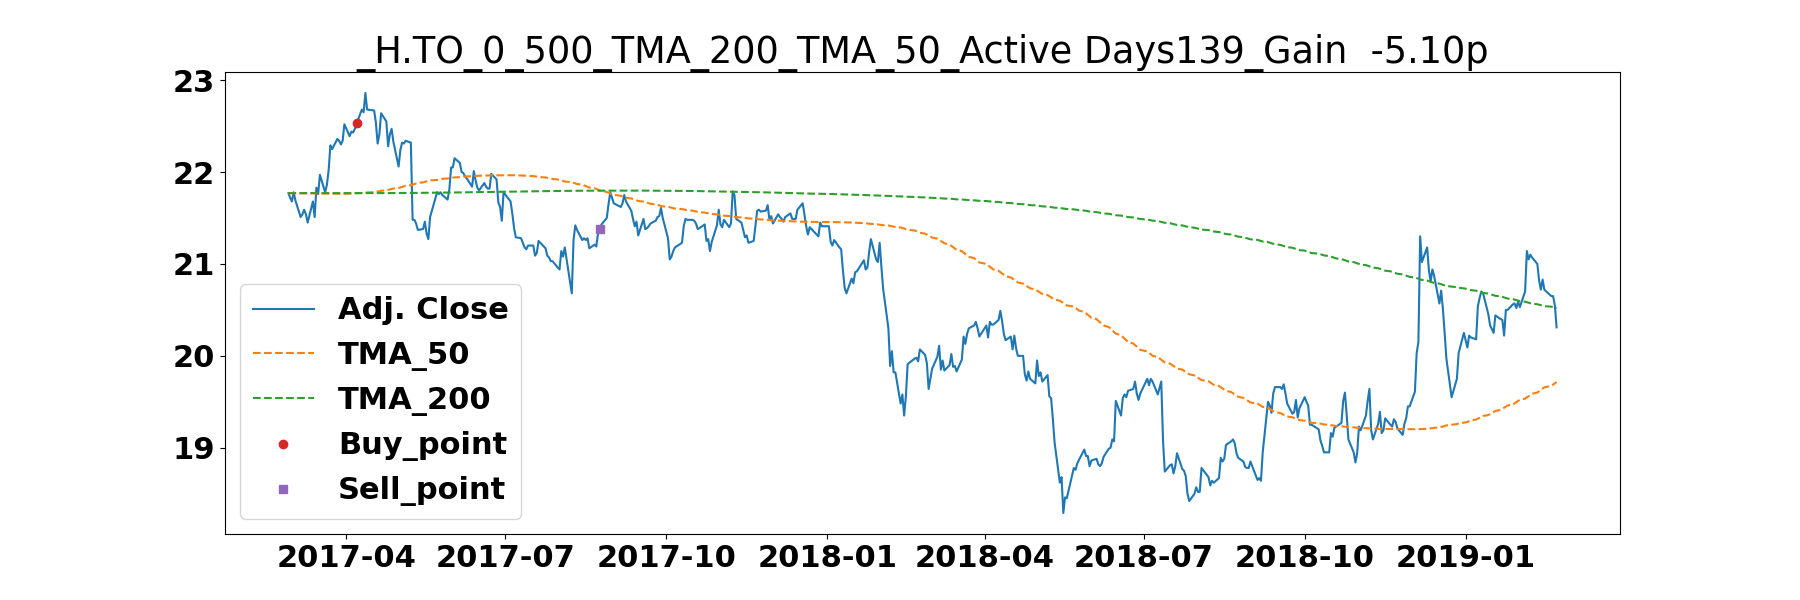 _H.TO_0_500_TMA_200_TMA_50_Active Days139_Gain  -5.10p
23
22
21
20
19
Adj. Close
TMA_50
TMA_200
Buy_point
Sell_point
2017-04 2017-07 2017-10 2018-01 2018-04 2018-07 2018-10 2019-01